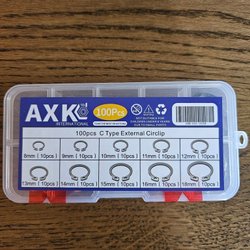 AXK
INTERNATIONAL
100Pcs
100pcs C Type External Circlip
8mm (10pcs) 9mm (10pcs) 10mm (10pcs) 11mm (10pcs) 12mm (10pcs)
13mm (10pcs) 14mm (10pcs) 15mm (10pcs) 16mm (10pcs) 18mm (10pcs)